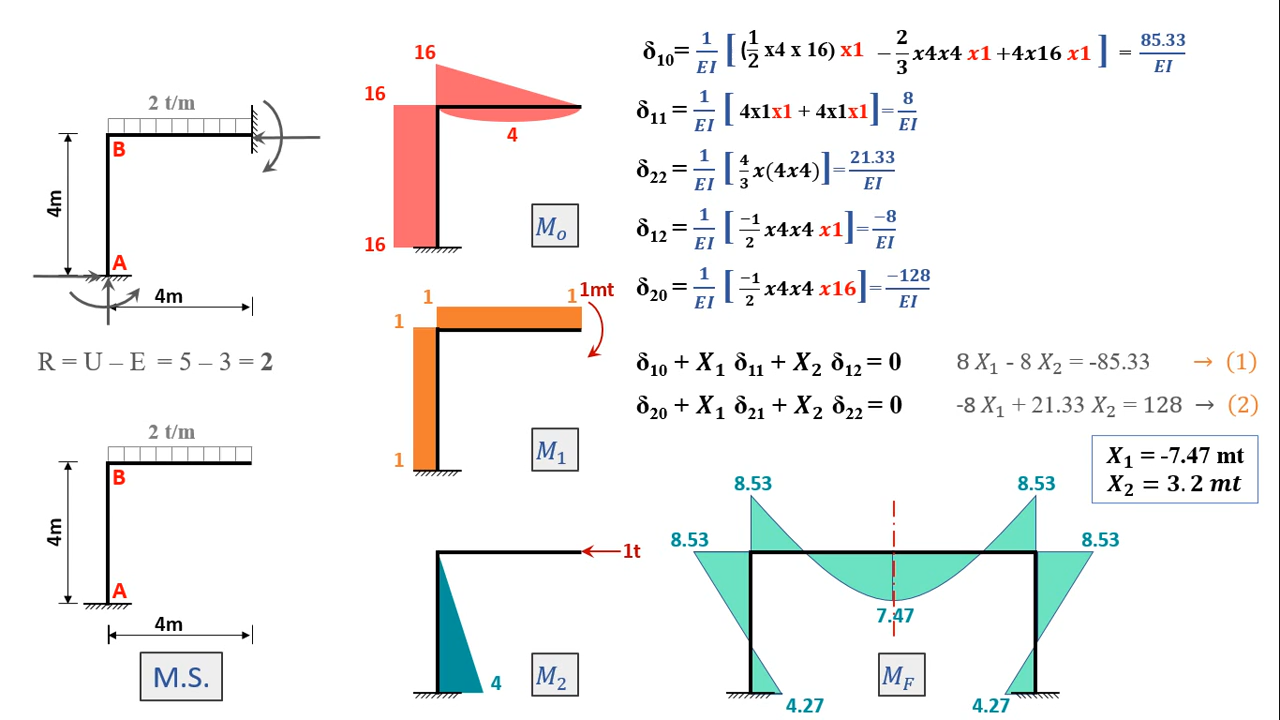 2 t/m
B
4m
A
4m
R = U – E = 5 – 3 = 2
2 t/m
B
4m
A
4m
M.S.
16
16
4
16
Mₒ
1
1
1mt
1
1
M₁
1t
4
M₂
δ₁₀= 1/EI [ (1/2 x4 x 16) x1 − 2/3 x4x4 x1 +4x16 x1 ] = 85.33/EI
δ₁₁ = 1/EI [ 4x1x1 + 4x1x1 ]= 8/EI
δ₂₂ = 1/EI [ 4/3 x(4x4) ]= 21.33/EI
δ₁₂ = 1/EI [ −1/2 x4x4 x1 ]= −8/EI
δ₂₀ = 1/EI [ −1/2 x4x4 x16 ]= −128/EI
δ₁₀ + X₁ δ₁₁ + X₂ δ₁₂ = 0 8 X₁ - 8 X₂ = -85.33 → (1)
δ₂₀ + X₁ δ₂₁ + X₂ δ₂₂ = 0 -8 X₁ + 21.33 X₂ = 128 → (2)
X₁ = -7.47 mt
X₂ = 3.2 mt
8.53
8.53
8.53
8.53
7.47
4.27
4.27
M_F